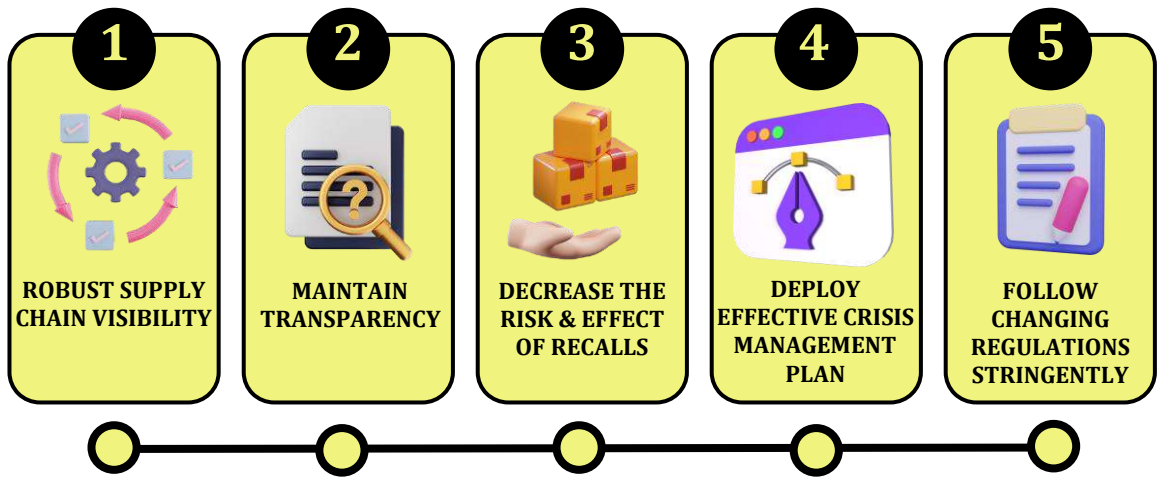 1
ROBUST SUPPLY
CHAIN VISIBILITY
2
MAINTAIN
TRANSPARENCY
3
DECREASE THE
RISK & EFFECT
OF RECALLS
4
DEPLOY
EFFECTIVE CRISIS
MANAGEMENT
PLAN
5
FOLLOW
CHANGING
REGULATIONS
STRINGENTLY